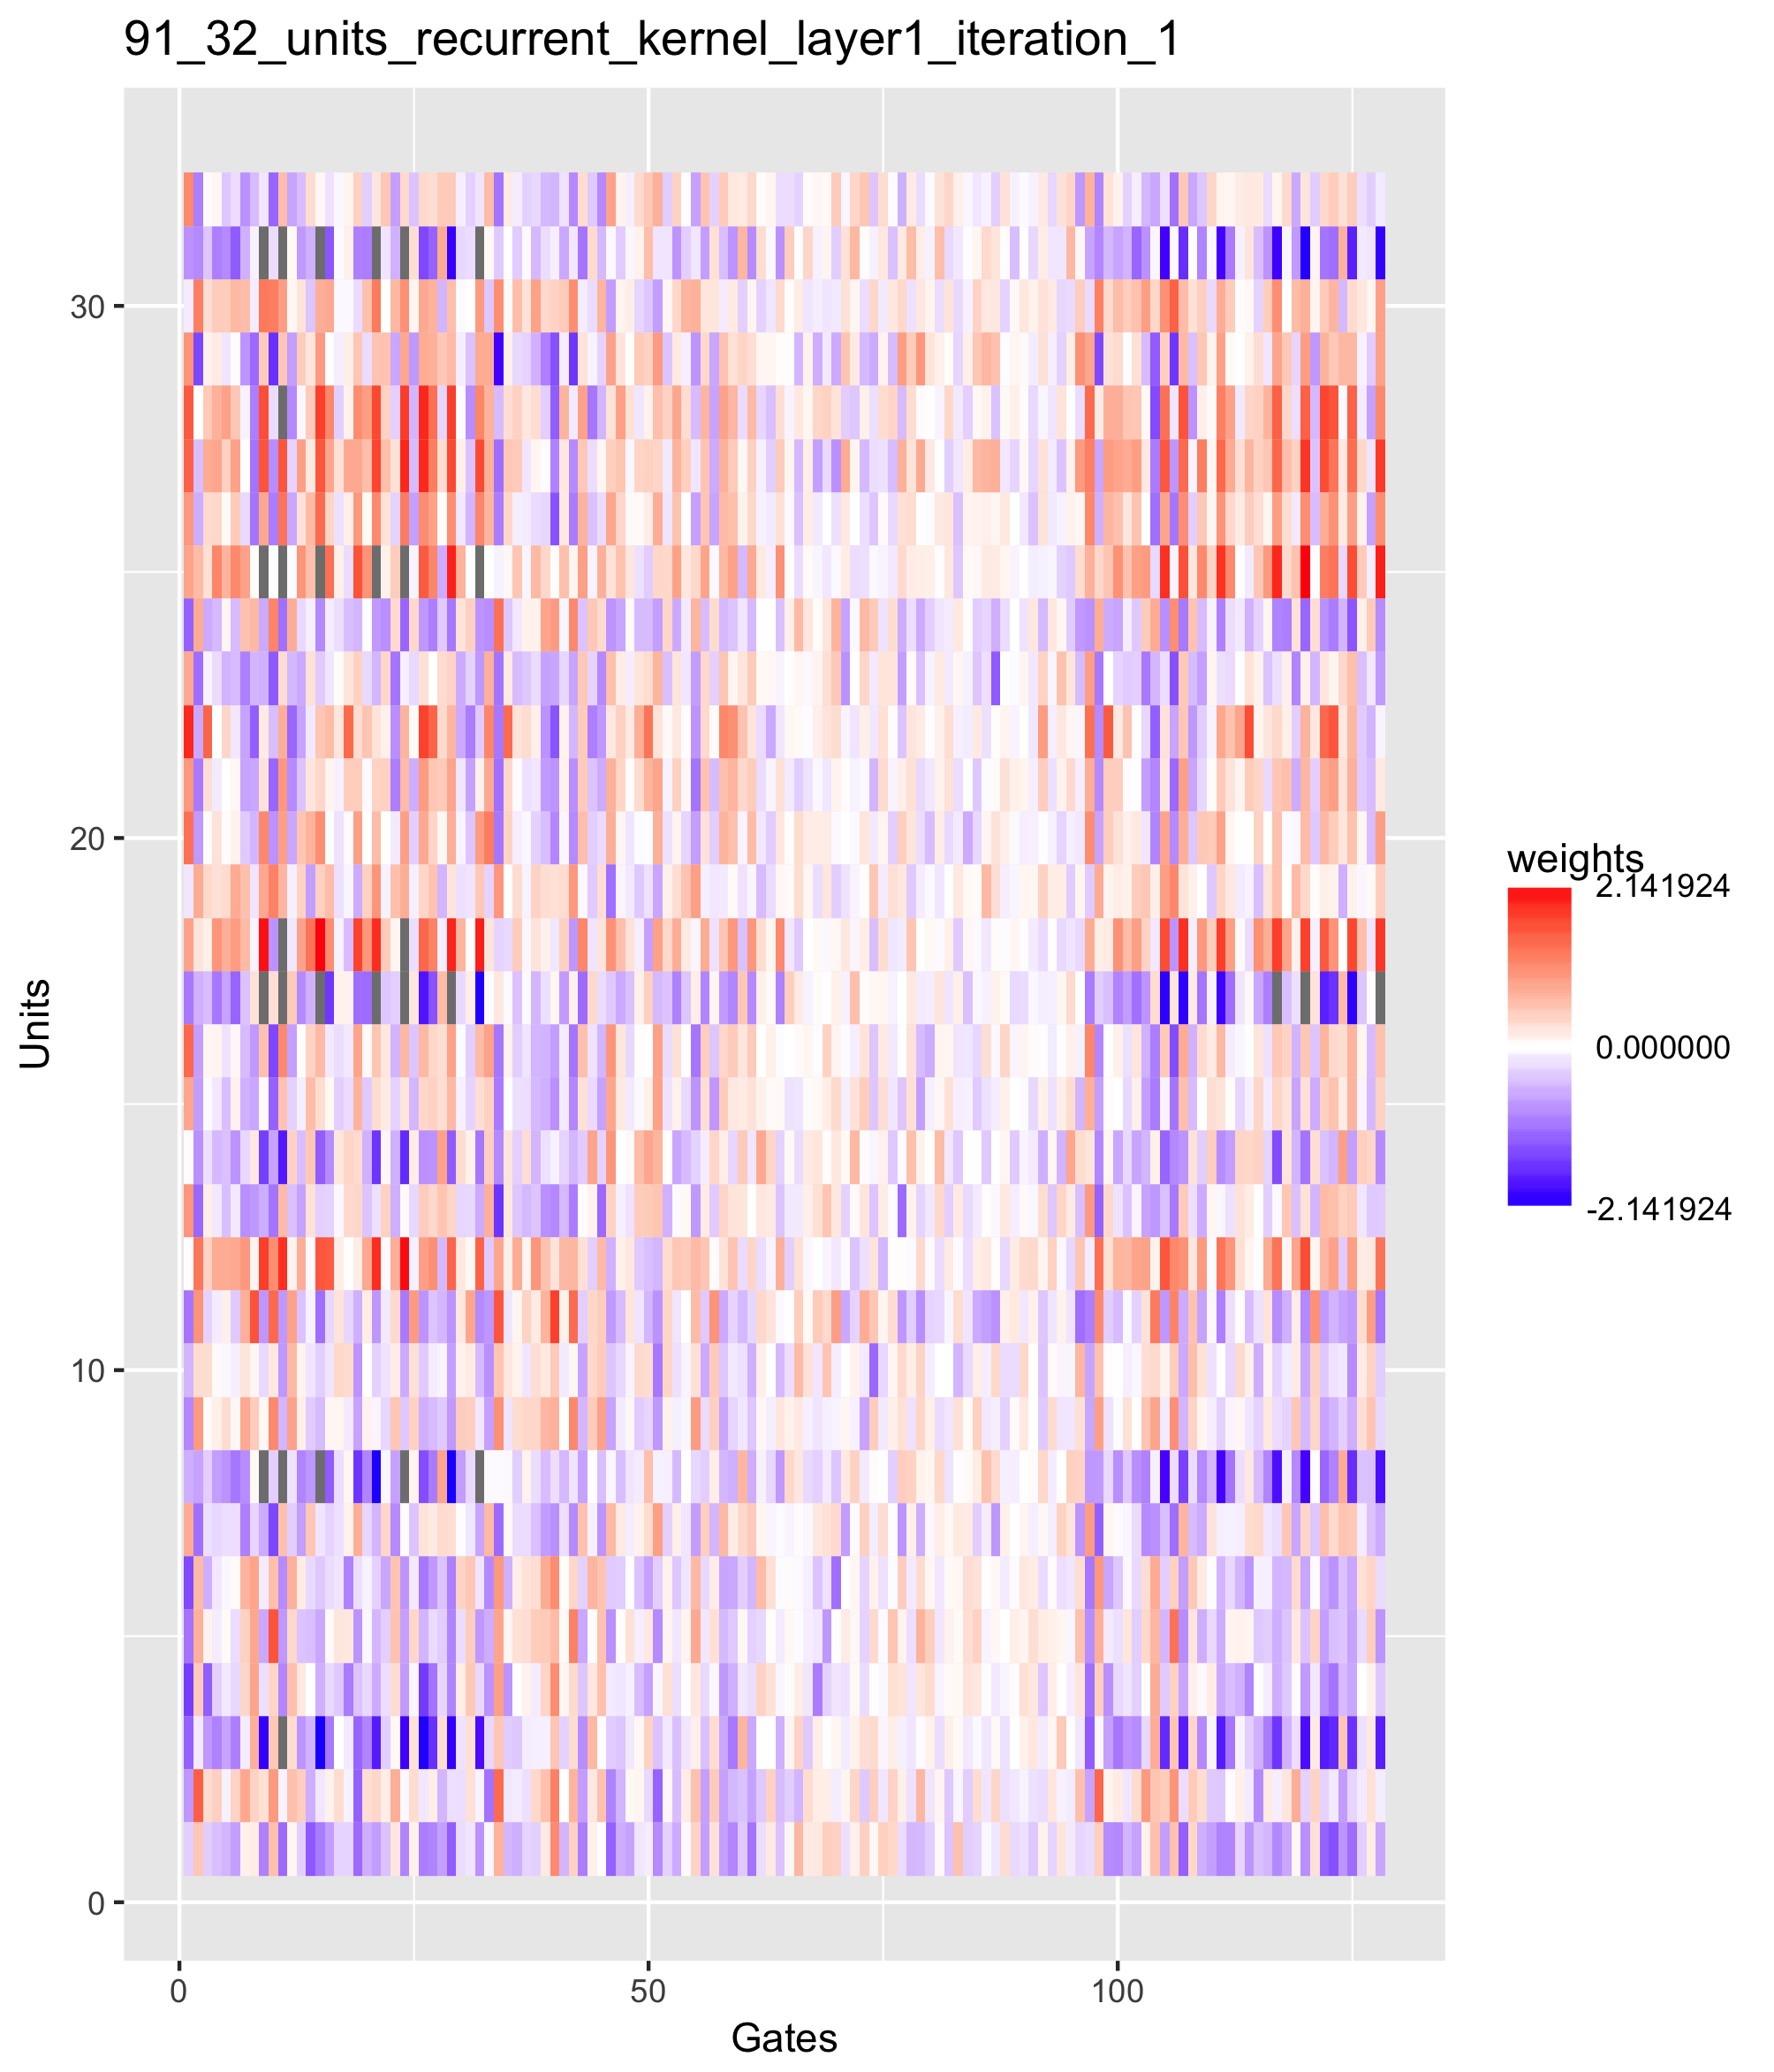 91_32_units_recurrent_kernel_layer1_iteration_1
30
20
10
0
Units
0 50 100
Gates
weights
2.141924
0.000000
-2.141924